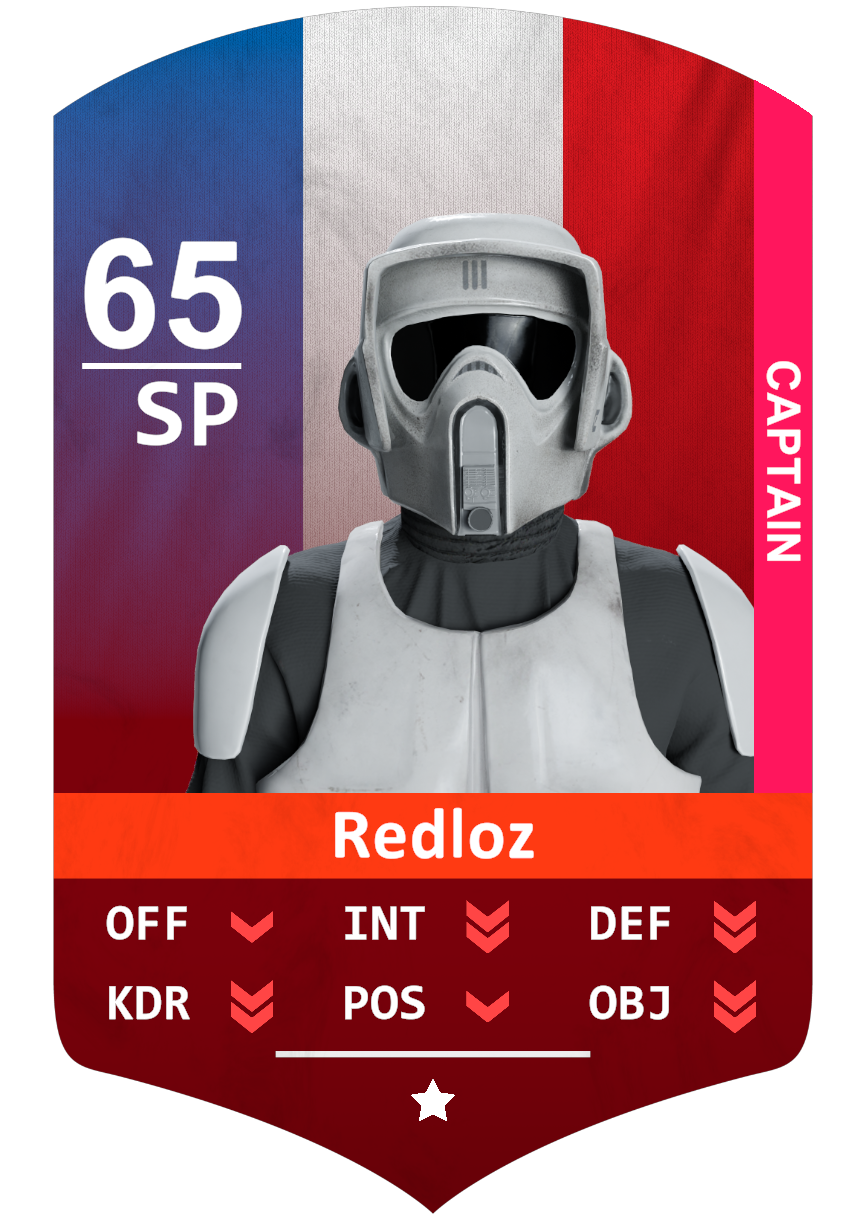 65
SP
CAPTAIN
Redloz
OFF INT DEF
KDR POS OBJ